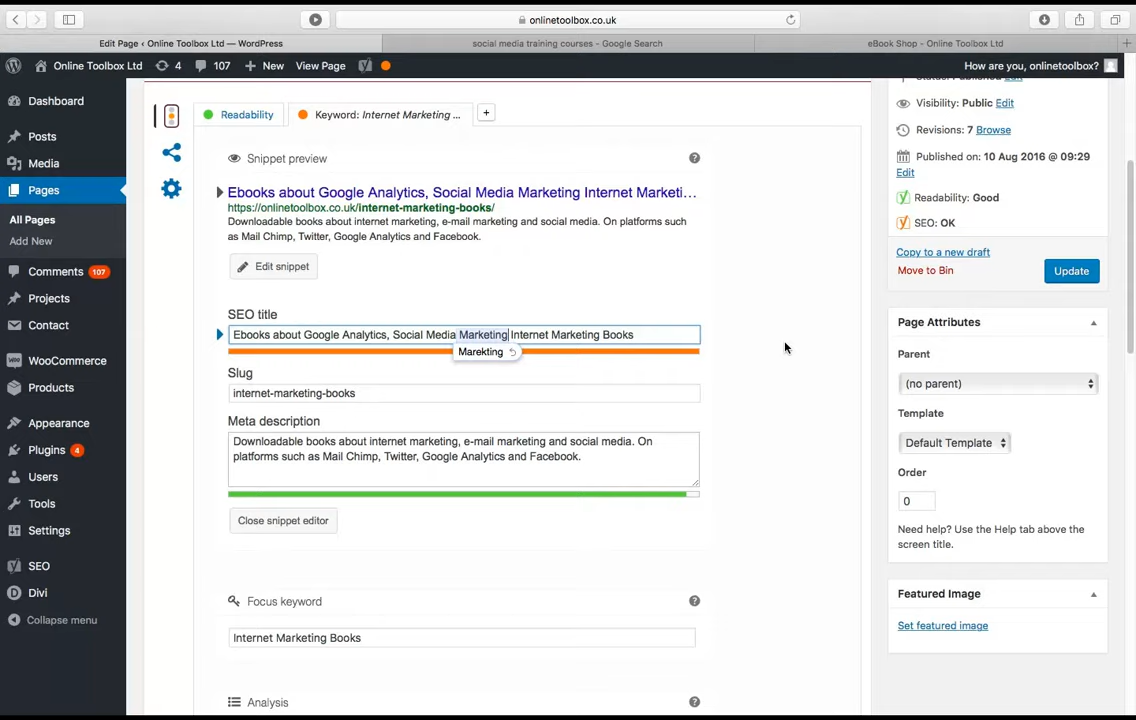 onlinetoolbox.co.uk
Edit Page ‹ Online Toolbox Ltd — WordPress
social media training courses - Google Search
eBook Shop - Online Toolbox Ltd
Online Toolbox Ltd
4
107
New
View Page
How are you, onlinetoolbox?
Dashboard
Posts
Media
Pages
All Pages
Add New
Comments 107
Projects
Contact
WooCommerce
Products
Appearance
Plugins 4
Users
Tools
Settings
SEO
Divi
Collapse menu
Readability
Keyword: Internet Marketing ...
+
Snippet preview
Ebooks about Google Analytics, Social Media Marketing Internet Marketi...
https://onlinetoolbox.co.uk/internet-marketing-books/
Downloadable books about internet marketing, e-mail marketing and social media. On platforms such
as Mail Chimp, Twitter, Google Analytics and Facebook.
Edit snippet
SEO title
Ebooks about Google Analytics, Social Media Marketing Internet Marketing Books
Marekting
Slug
internet-marketing-books
Meta description
Downloadable books about internet marketing, e-mail marketing and social media. On
platforms such as Mail Chimp, Twitter, Google Analytics and Facebook.
Close snippet editor
Focus keyword
Internet Marketing Books
Analysis
Status: Published Edit
Visibility: Public Edit
Revisions: 7 Browse
Published on: 10 Aug 2016 @ 09:29
Edit
Readability: Good
SEO: OK
Copy to a new draft
Move to Bin
Update
Page Attributes
Parent
(no parent)
Template
Default Template
Order
0
Need help? Use the Help tab above the
screen title.
Featured Image
Set featured image